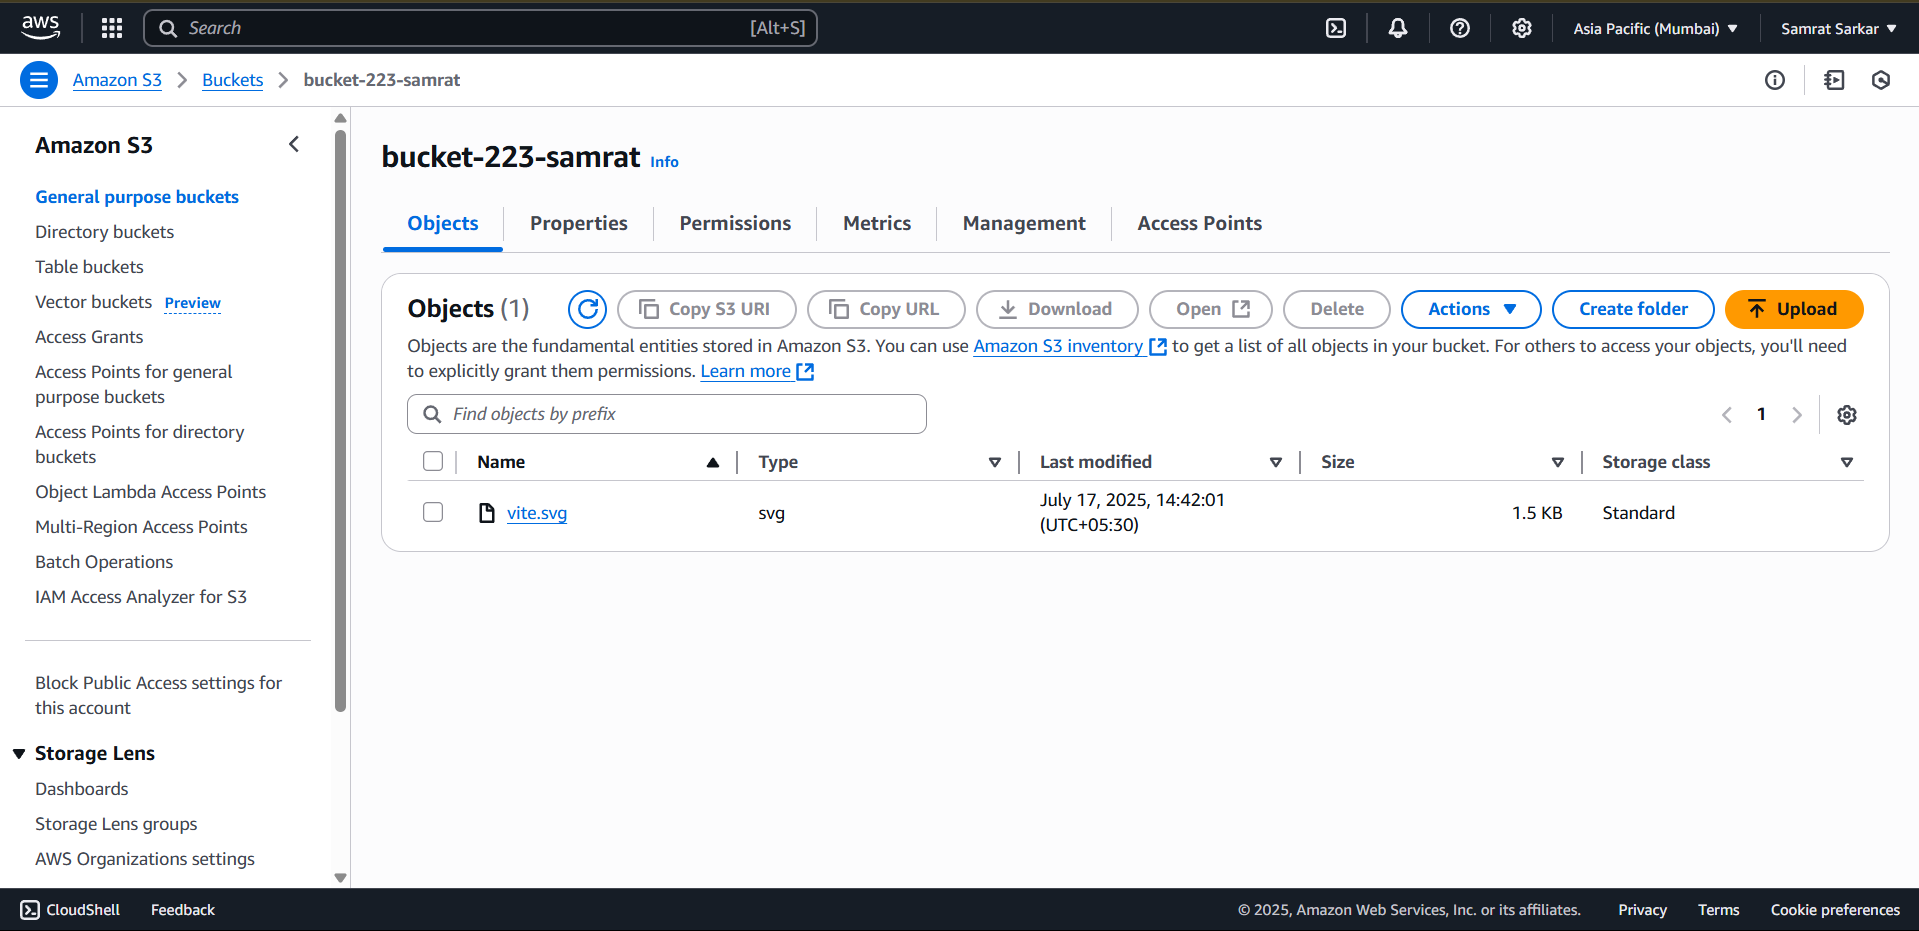 aws
Search [Alt+S]
Asia Pacific (Mumbai)
Samrat Sarkar
Amazon S3
Buckets
bucket-223-samrat
Amazon S3
General purpose buckets
Directory buckets
Table buckets
Vector buckets Preview
Access Grants
Access Points for general
purpose buckets
Access Points for directory
buckets
Object Lambda Access Points
Multi-Region Access Points
Batch Operations
IAM Access Analyzer for S3
Block Public Access settings for
this account
Storage Lens
Dashboards
Storage Lens groups
AWS Organizations settings
bucket-223-samrat Info
Objects
Properties
Permissions
Metrics
Management
Access Points
Objects (1)
Copy S3 URI
Copy URL
Download
Open
Delete
Actions
Create folder
Upload
Objects are the fundamental entities stored in Amazon S3. You can use Amazon S3 inventory to get a list of all objects in your bucket. For others to access your objects, you'll need
to explicitly grant them permissions. Learn more
Find objects by prefix
1
Name
Type
Last modified
Size
Storage class
vite.svg
svg
July 17, 2025, 14:42:01
(UTC+05:30)
1.5 KB
Standard
CloudShell
Feedback
© 2025, Amazon Web Services, Inc. or its affiliates.
Privacy
Terms
Cookie preferences